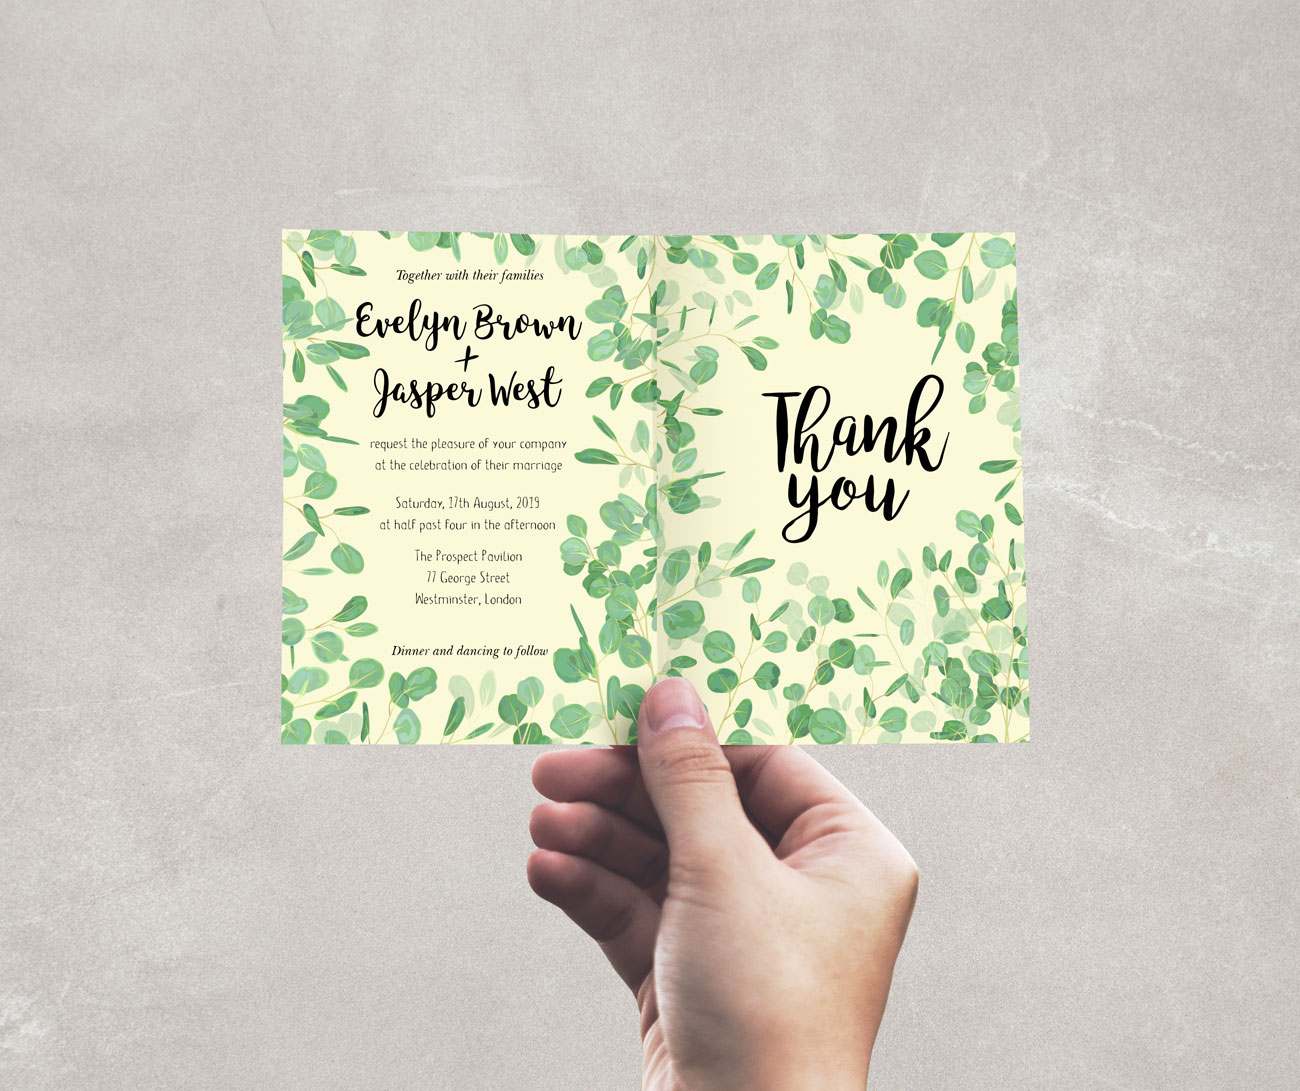 Together with their families
Evelyn Brown
+
Jasper West
request the pleasure of your company
at the celebration of their marriage
Saturday, 17th August, 2019
at half past four in the afternoon
The Prospect Pavilion
77 George Street
Westminster, London
Dinner and dancing to follow
Thank
you